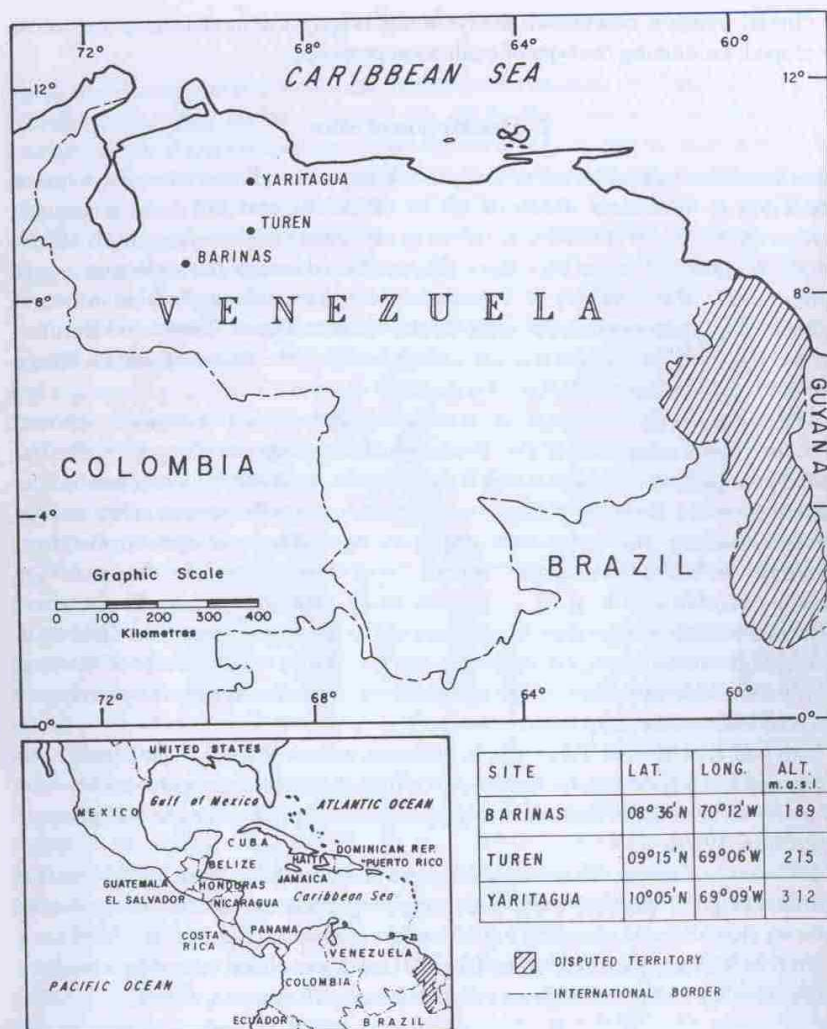 72° 68° 64° 60°
CARIBBEAN SEA
12° 12°
YARITAGUA
TUREN
BARINAS
8° 8°
VENEZUELA
GUYANA
COLOMBIA
4° 4°
BRAZIL
Graphic Scale
0 100 200 300 400
Kilometres
0° 0°
72° 68° 64° 60°
UNITED STATES
Gulf of Mexico
ATLANTIC OCEAN
MEXICO
CUBA
DOMINICAN REP.
HAITI
PUERTO RICO
BELIZE
JAMAICA
GUATEMALA
HONDURAS
Caribbean Sea
EL SALVADOR
NICARAGUA
COSTA RICA
PANAMA
VENEZUELA
COLOMBIA
PACIFIC OCEAN
ECUADOR
BRAZIL
SITE LAT. LONG. ALT. m.a.s.l.
BARINAS 08°36'N 70°12'W 189
TUREN 09°15'N 69°06'W 215
YARITAGUA 10°05'N 69°09'W 312
DISPUTED TERRITORY
INTERNATIONAL BORDER